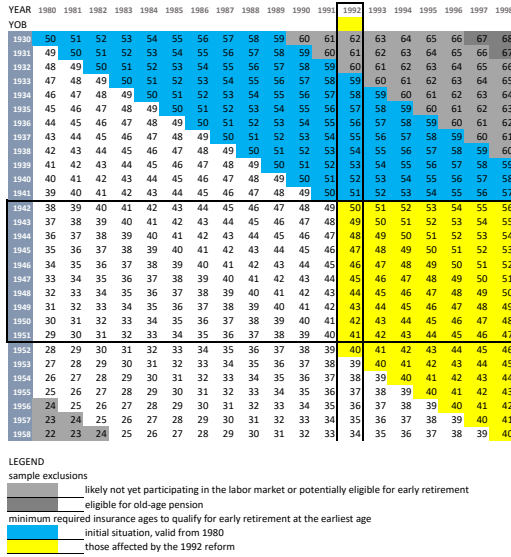 YEAR 1980 1981 1982 1983 1984 1985 1986 1987 1988 1989 1990 1991 1992 1993 1994 1995 1996 1997 1998
YOB
1930 50 51 52 53 54 55 56 57 58 59 60 61 62 63 64 65 66 67 68
1931 49 50 51 52 53 54 55 56 57 58 59 60 61 62 63 64 65 66 67
1932 48 49 50 51 52 53 54 55 56 57 58 59 60 61 62 63 64 65 66
1933 47 48 49 50 51 52 53 54 55 56 57 58 59 60 61 62 63 64 65
1934 46 47 48 49 50 51 52 53 54 55 56 57 58 59 60 61 62 63 64
1935 45 46 47 48 49 50 51 52 53 54 55 56 57 58 59 60 61 62 63
1936 44 45 46 47 48 49 50 51 52 53 54 55 56 57 58 59 60 61 62
1937 43 44 45 46 47 48 49 50 51 52 53 54 55 56 57 58 59 60 61
1938 42 43 44 45 46 47 48 49 50 51 52 53 54 55 56 57 58 59 60
1939 41 42 43 44 45 46 47 48 49 50 51 52 53 54 55 56 57 58 59
1940 40 41 42 43 44 45 46 47 48 49 50 51 52 53 54 55 56 57 58
1941 39 40 41 42 43 44 45 46 47 48 49 50 51 52 53 54 55 56 57
1942 38 39 40 41 42 43 44 45 46 47 48 49 50 51 52 53 54 55 56
1943 37 38 39 40 41 42 43 44 45 46 47 48 49 50 51 52 53 54 55
1944 36 37 38 39 40 41 42 43 44 45 46 47 48 49 50 51 52 53 54
1945 35 36 37 38 39 40 41 42 43 44 45 46 47 48 49 50 51 52 53
1946 34 35 36 37 38 39 40 41 42 43 44 45 46 47 48 49 50 51 52
1947 33 34 35 36 37 38 39 40 41 42 43 44 45 46 47 48 49 50 51
1948 32 33 34 35 36 37 38 39 40 41 42 43 44 45 46 47 48 49 50
1949 31 32 33 34 35 36 37 38 39 40 41 42 43 44 45 46 47 48 49
1950 30 31 32 33 34 35 36 37 38 39 40 41 42 43 44 45 46 47 48
1951 29 30 31 32 33 34 35 36 37 38 39 40 41 42 43 44 45 46 47
1952 28 29 30 31 32 33 34 35 36 37 38 39 40 41 42 43 44 45 46
1953 27 28 29 30 31 32 33 34 35 36 37 38 39 40 41 42 43 44 45
1954 26 27 28 29 30 31 32 33 34 35 36 37 38 39 40 41 42 43 44
1955 25 26 27 28 29 30 31 32 33 34 35 36 37 38 39 40 41 42 43
1956 24 25 26 27 28 29 30 31 32 33 34 35 36 37 38 39 40 41 42
1957 23 24 25 26 27 28 29 30 31 32 33 34 35 36 37 38 39 40 41
1958 22 23 24 25 26 27 28 29 30 31 32 33 34 35 36 37 38 39 40
LEGEND
sample exclusions
likely not yet participating in the labor market or potentially eligible for early retirement
eligible for old-age pension
minimum required insurance ages to qualify for early retirement at the earliest age
initial situation, valid from 1980
those affected by the 1992 reform